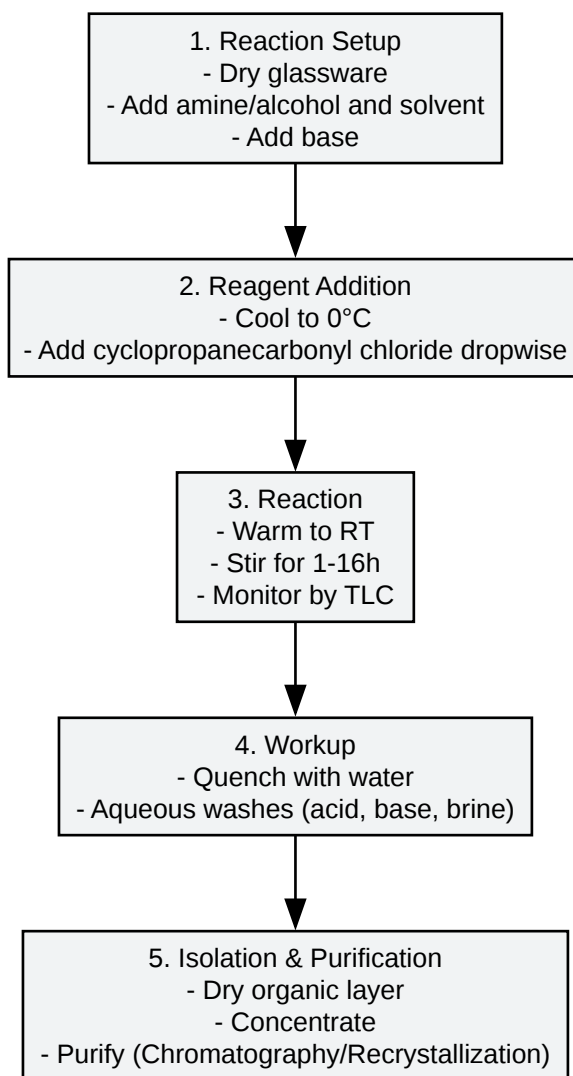 1. Reaction Setup
- Dry glassware
- Add amine/alcohol and solvent
- Add base
2. Reagent Addition
- Cool to 0°C
- Add cyclopropanecarbonyl chloride dropwise
3. Reaction
- Warm to RT
- Stir for 1-16h
- Monitor by TLC
4. Workup
- Quench with water
- Aqueous washes (acid, base, brine)
5. Isolation & Purification
- Dry organic layer
- Concentrate
- Purify (Chromatography/Recrystallization)